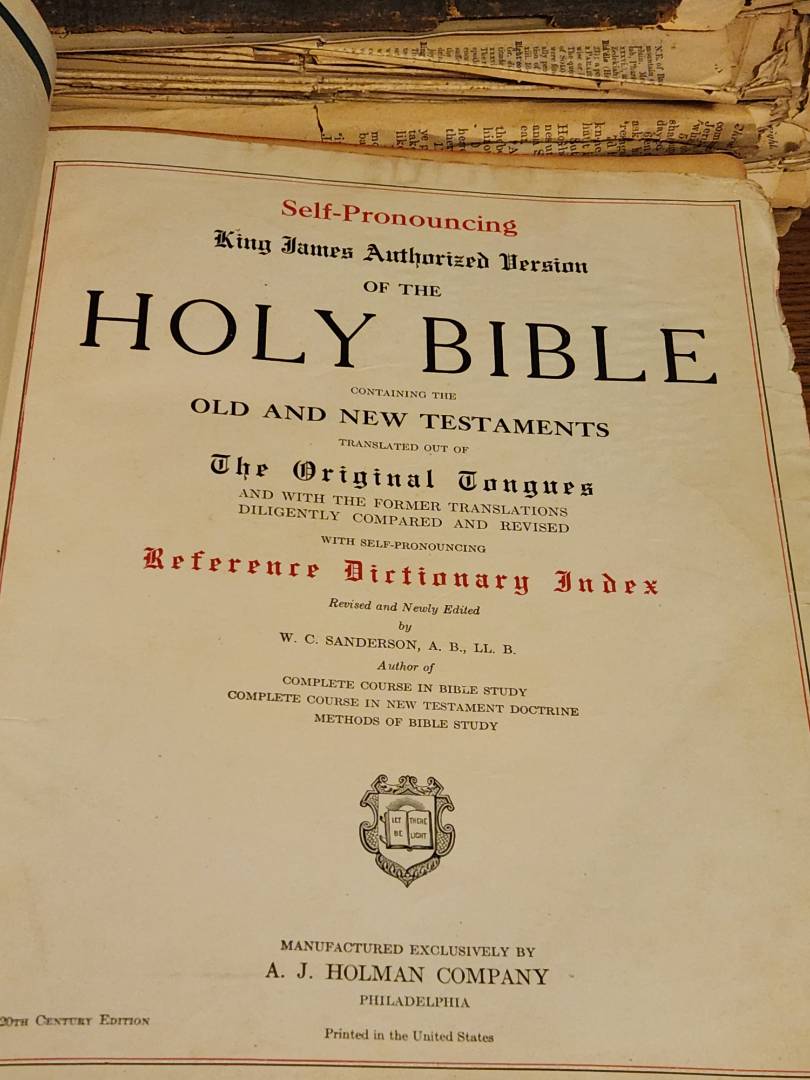 Self-Pronouncing
King James Authorized Version
OF THE
HOLY BIBLE
CONTAINING THE
OLD AND NEW TESTAMENTS
TRANSLATED OUT OF
The Original Tongues
AND WITH THE FORMER TRANSLATIONS
DILIGENTLY COMPARED AND REVISED
WITH SELF-PRONOUNCING
Reference Dictionary Index
Revised and Newly Edited
by
W. C. SANDERSON, A. B., LL. B.
Author of
COMPLETE COURSE IN BIBLE STUDY
COMPLETE COURSE IN NEW TESTAMENT DOCTRINE
METHODS OF BIBLE STUDY
LET THERE
BE LIGHT
MANUFACTURED EXCLUSIVELY BY
A. J. HOLMAN COMPANY
PHILADELPHIA
20TH CENTURY EDITION
Printed in the United States